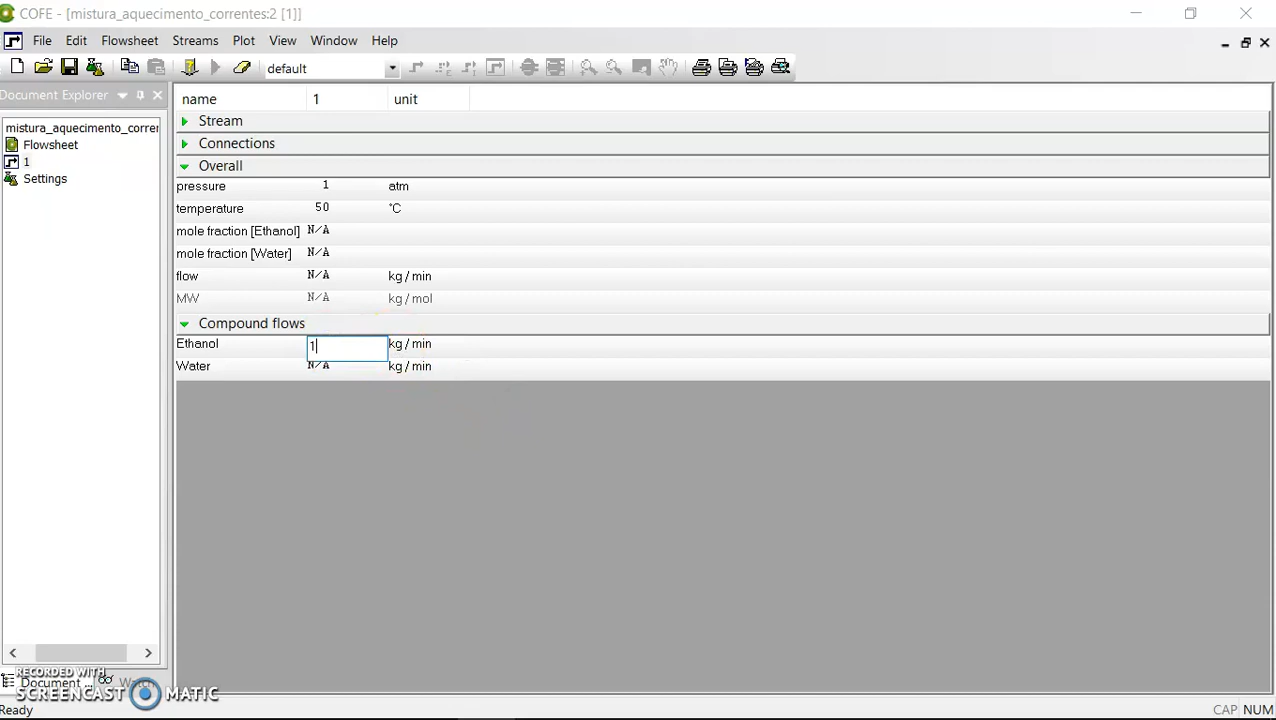 COFE - [mistura_aquecimento_correntes:2 [1]]
File Edit Flowsheet Streams Plot View Window Help
default
Document Explorer
mistura_aquecimento_correr
Flowsheet
1
Settings
name 1 unit
Stream
Connections
Overall
pressure 1 atm
temperature 50 °C
mole fraction [Ethanol] N/A
mole fraction [Water] N/A
flow N/A kg / min
MW N/A kg / mol
Compound flows
Ethanol 1 kg / min
Water N/A kg / min
RECORDED WITH
Document ...
SCREENCAST MATIC
Ready CAP NUM